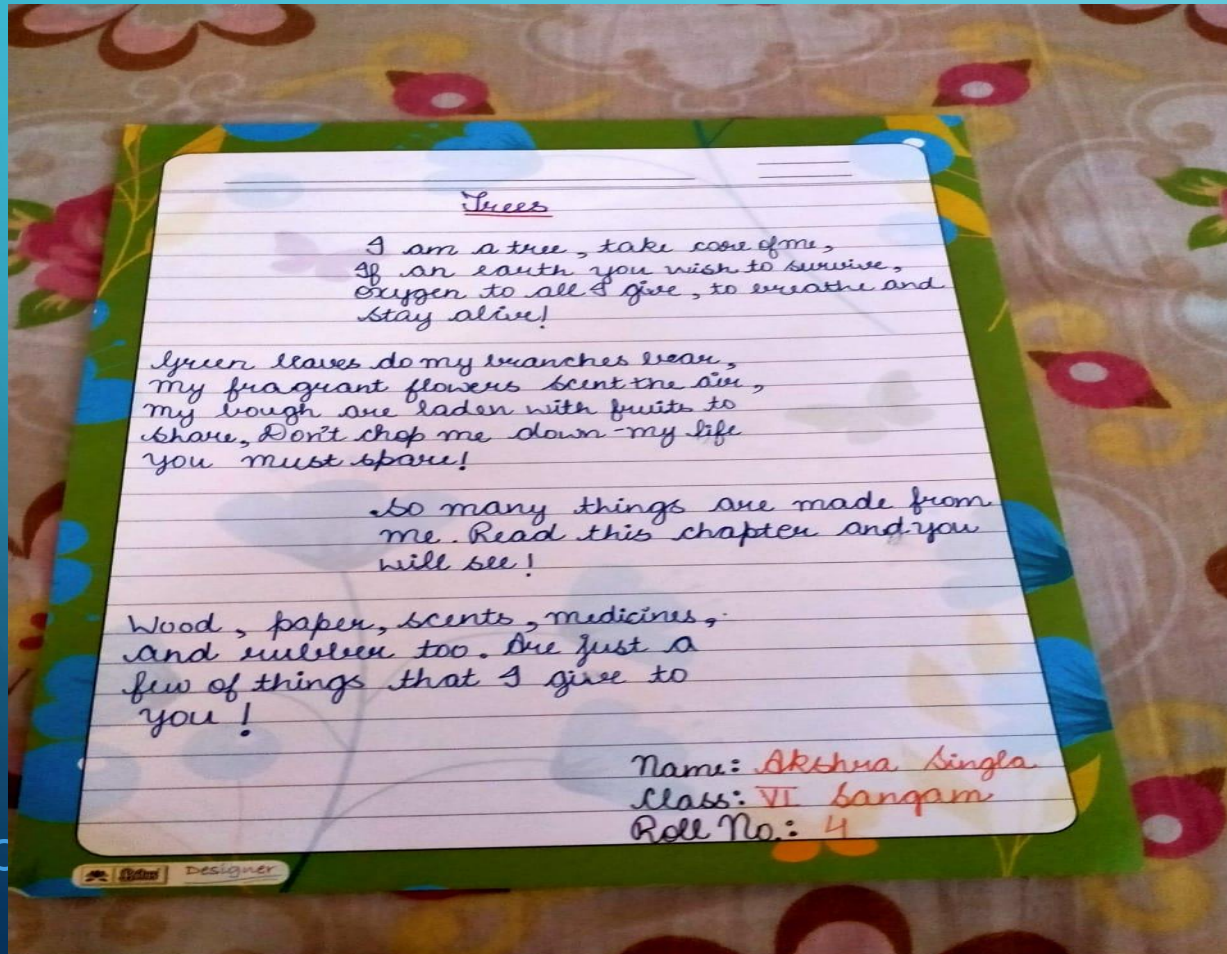 Trees
I am a tree, take care of me,
If an earth you wish to survive,
oxygen to all I give, to breathe and
stay alive!
Green leaves do my branches bear,
my fragrant flowers scent the air,
my bough are laden with fruits to
share, Don't chop me down - my life
you must spare!
so many things are made from
me. Read this chapter and you
will see!
Wood, paper, scents, medicines,
and rubber too. Are just a
few of things that I give to
you!
Name: Akshra Singla
Class: VI Sangam
Roll No.: 4
Designer